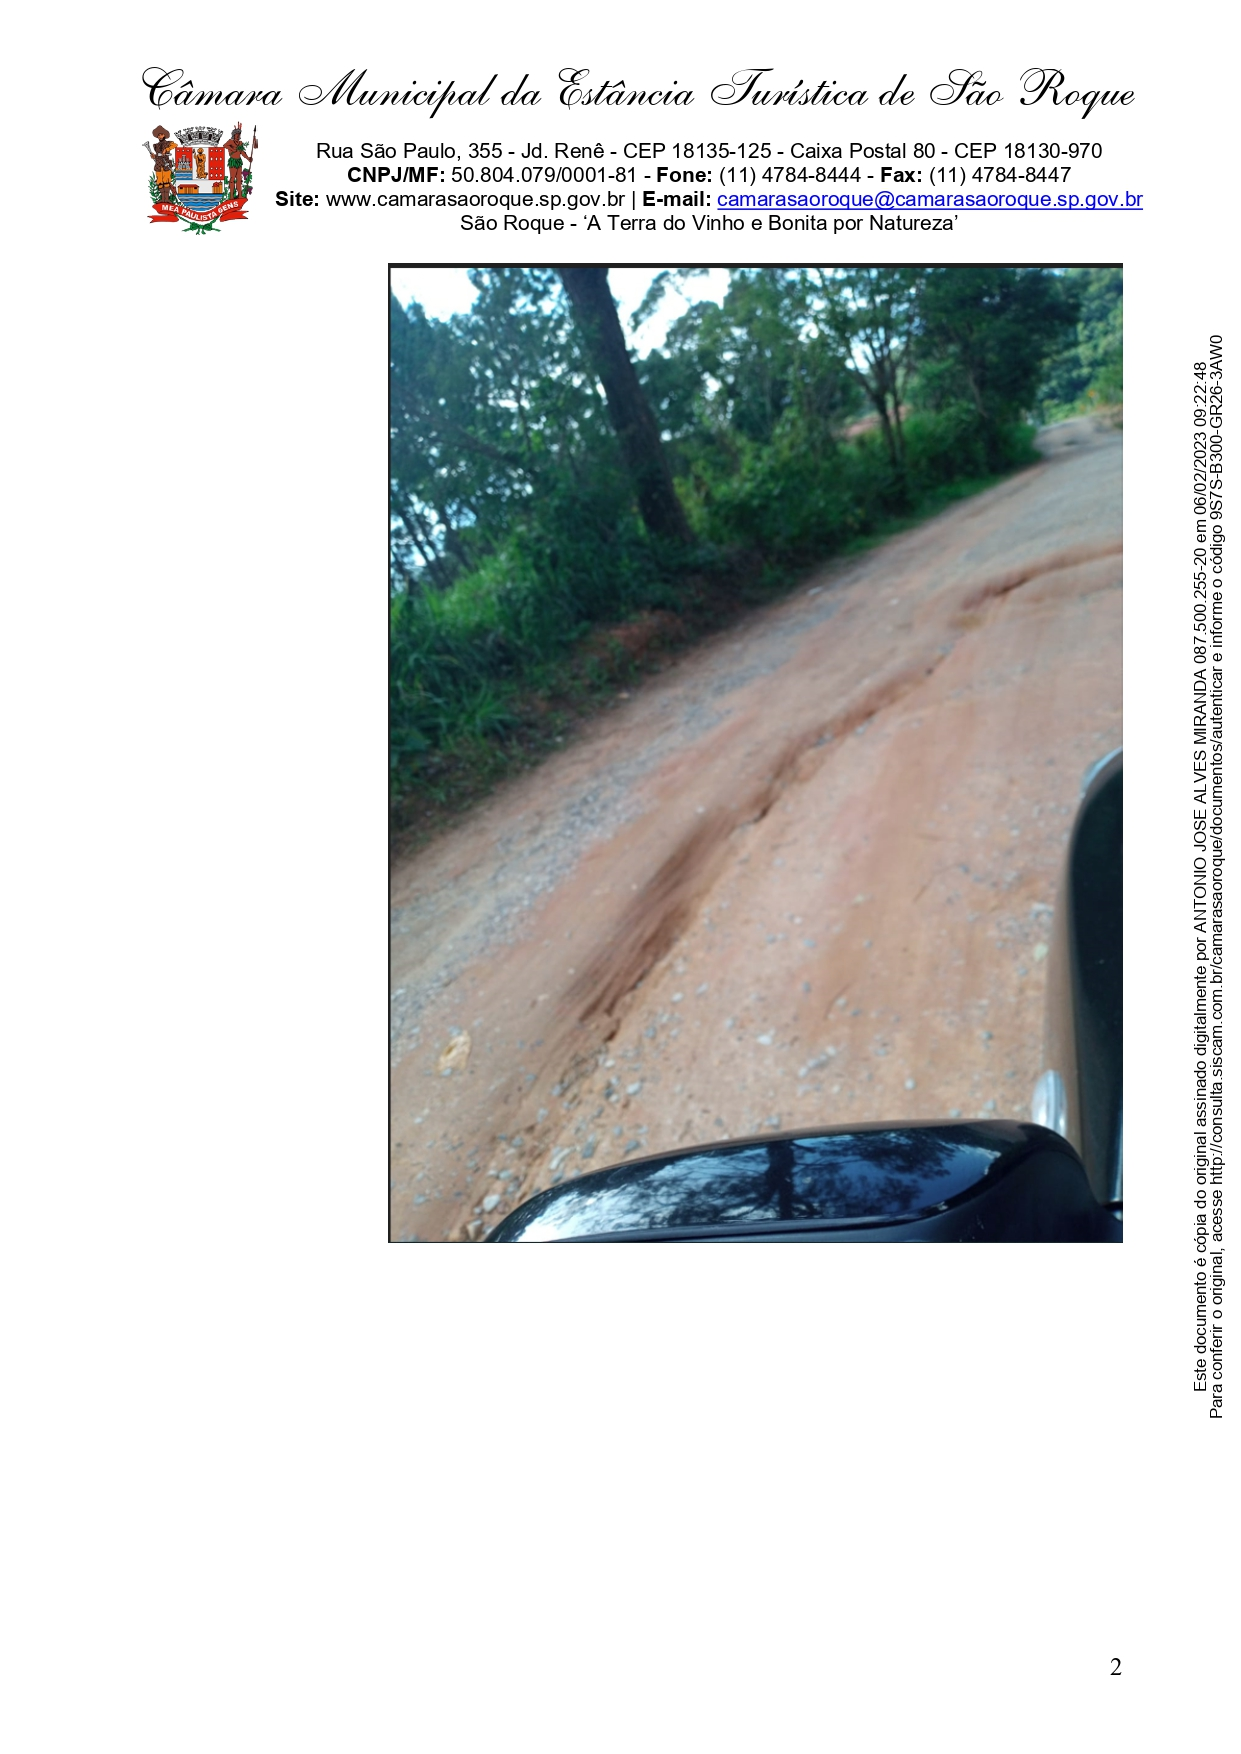 Câmara Municipal da Estância Turística de São Roque
Rua São Paulo, 355 - Jd. Renê - CEP 18135-125 - Caixa Postal 80 - CEP 18130-970
CNPJ/MF: 50.804.079/0001-81 - Fone: (11) 4784-8444 - Fax: (11) 4784-8447
Site: www.camarasaoroque.sp.gov.br | E-mail: camarasaoroque@camarasaoroque.sp.gov.br
São Roque - ‘A Terra do Vinho e Bonita por Natureza’
MEA PAULISTA GENS
Este documento é cópia do original assinado digitalmente por ANTONIO JOSE ALVES MIRANDA 087.500.255-20 em 06/02/2023 09:22:48
Para conferir o original, acesse http://consulta.siscam.com.br/camarasaoroque/documentos/autenticar e informe o código 9S7S-B300-GR26-3AW0
2